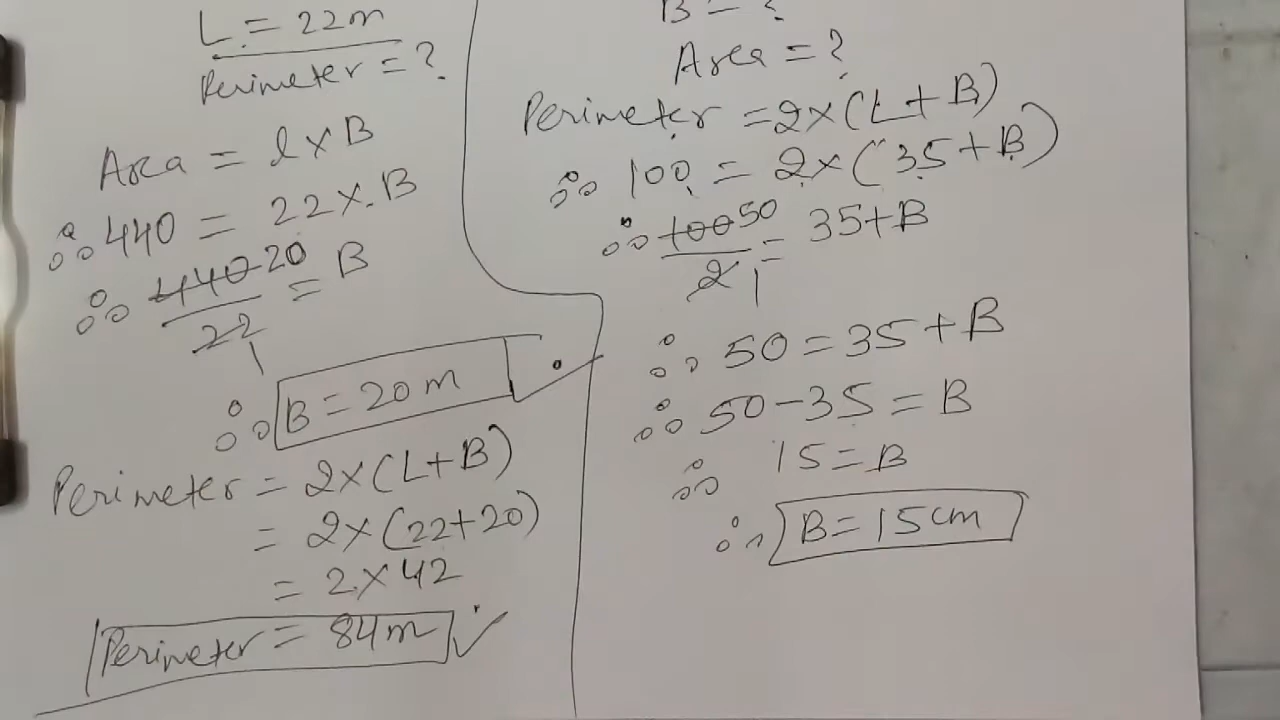 L = 22m
Perimeter = ?
Area = l × B
∴ 440 = 22 × B
∴ 440 20 / 22 1 = B
∴ B = 20 m
Perimeter = 2×(L+B)
= 2×(22+20)
= 2×42
Perimeter = 84m ✓
B = ?
Area = ?
Perimeter = 2×(L+B)
∴ 100 = 2×(35+B)
∴ 100 50 / 2 1 = 35+B
∴ 50 = 35+B
∴ 50-35 = B
∴ 15 = B
∴ B = 15cm